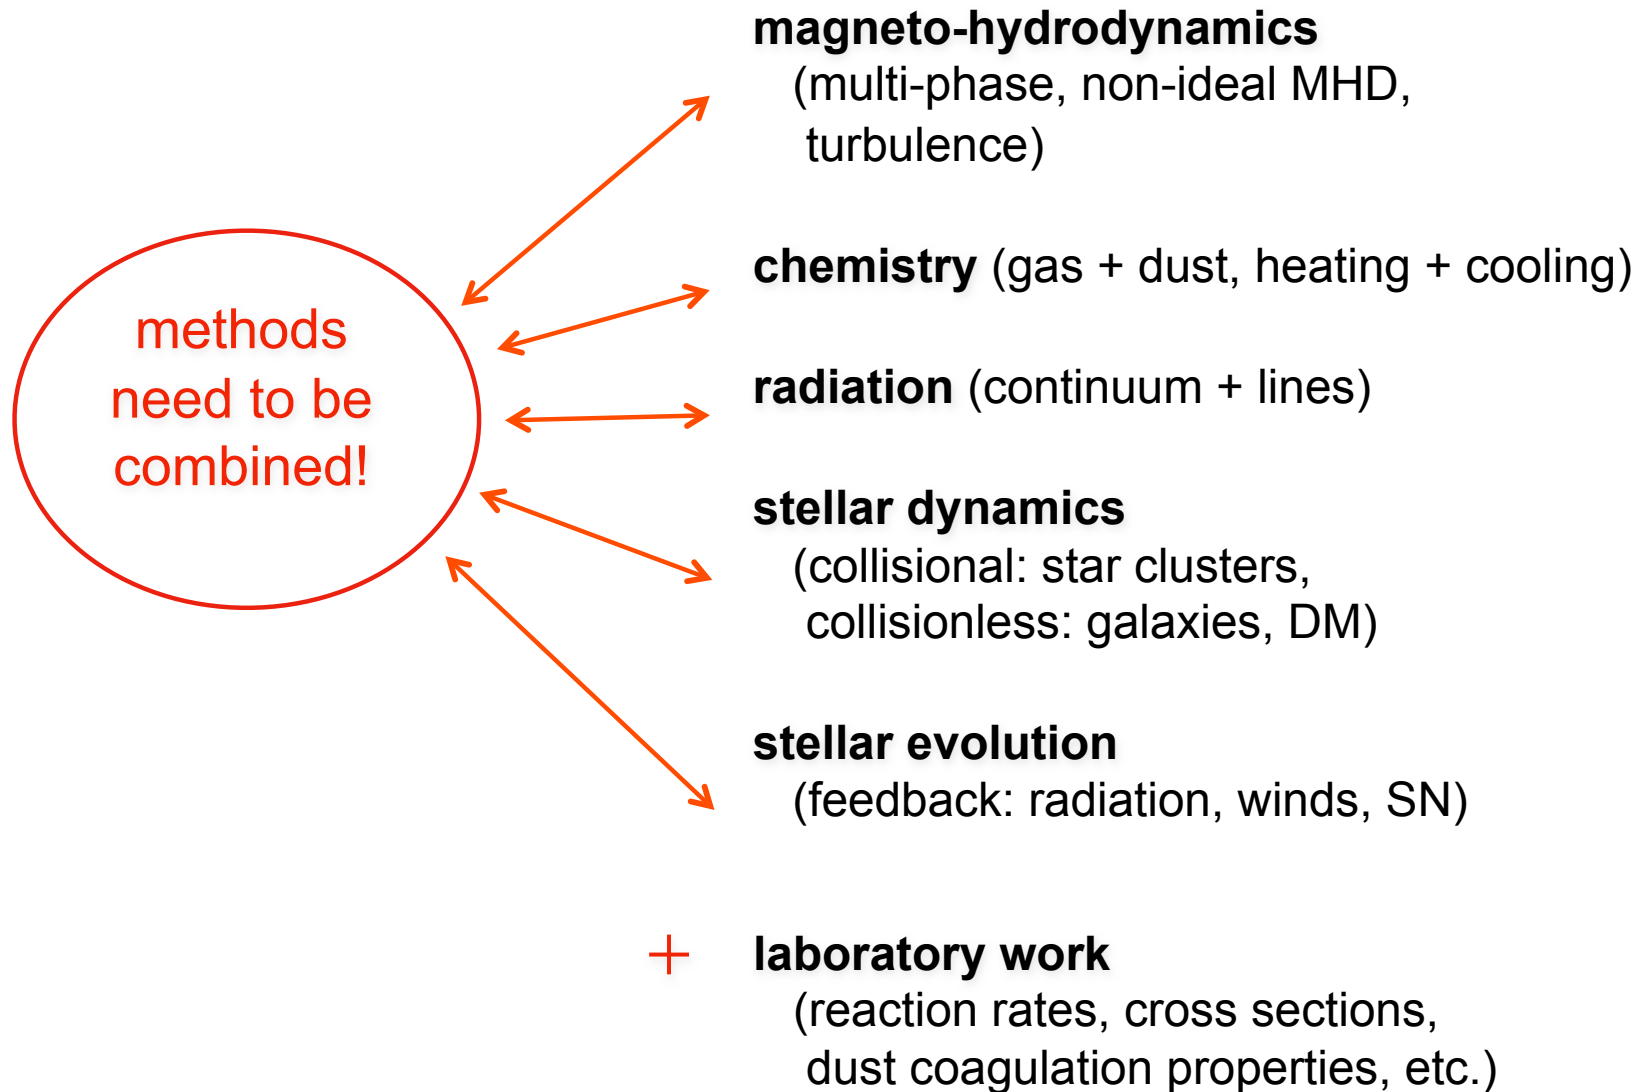 magneto-hydrodynamics
(multi-phase, non-ideal MHD,
turbulence)
chemistry (gas + dust, heating + cooling)
methods
need to be
combined!
radiation (continuum + lines)
stellar dynamics
(collisional: star clusters,
collisionless: galaxies, DM)
stellar evolution
(feedback: radiation, winds, SN)
+ laboratory work
(reaction rates, cross sections,
dust coagulation properties, etc.)